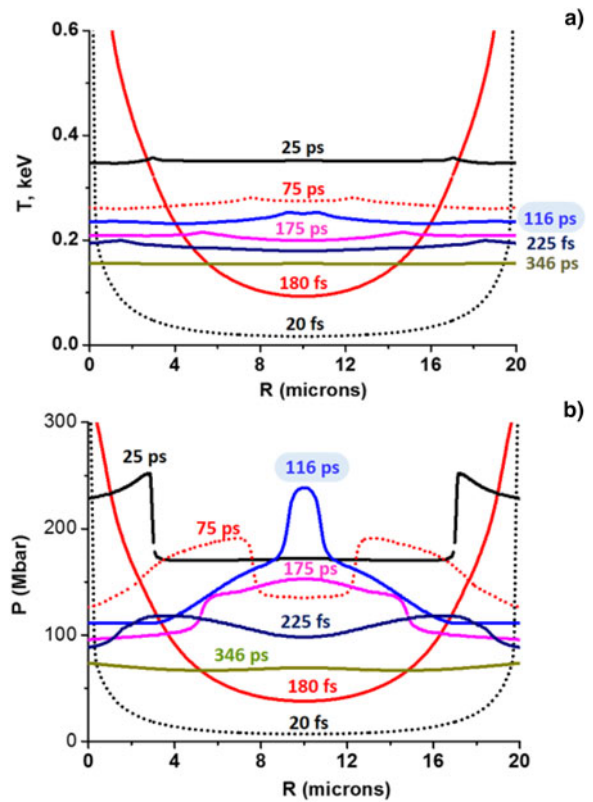 a)
0.6
0.4
0.2
0.0
T, keV
25 ps
75 ps
116 ps
175 ps
225 fs
346 ps
180 fs
20 fs
0 4 8 12 16 20
R (microns)
b)
300
200
100
0
P (Mbar)
25 ps
116 ps
75 ps
175 ps
225 fs
346 ps
180 fs
20 fs
0 4 8 12 16 20
R (microns)